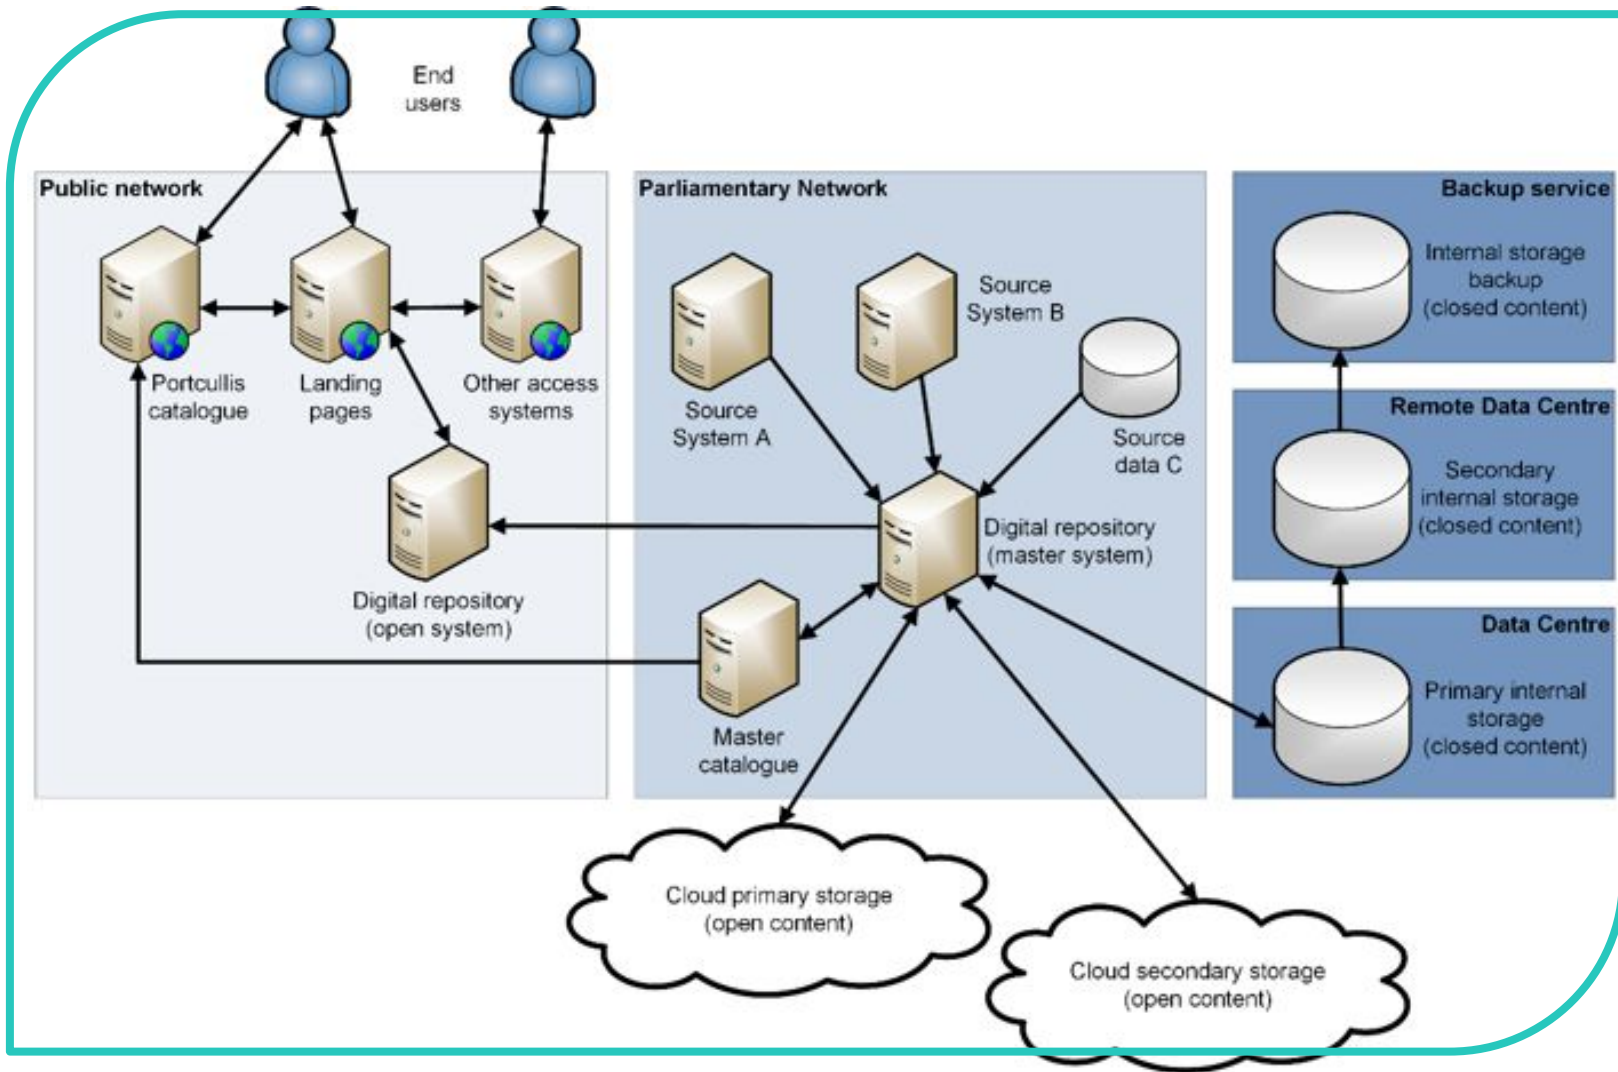 End
users
Public network
Portcullis
catalogue
Landing
pages
Other access
systems
Digital repository
(open system)
Parliamentary Network
Source
System A
Source
System B
Source
data C
Digital repository
(master system)
Master
catalogue
Backup service
Internal storage
backup
(closed content)
Remote Data Centre
Secondary
internal storage
(closed content)
Data Centre
Primary internal
storage
(closed content)
Cloud primary storage
(open content)
Cloud secondary storage
(open content)